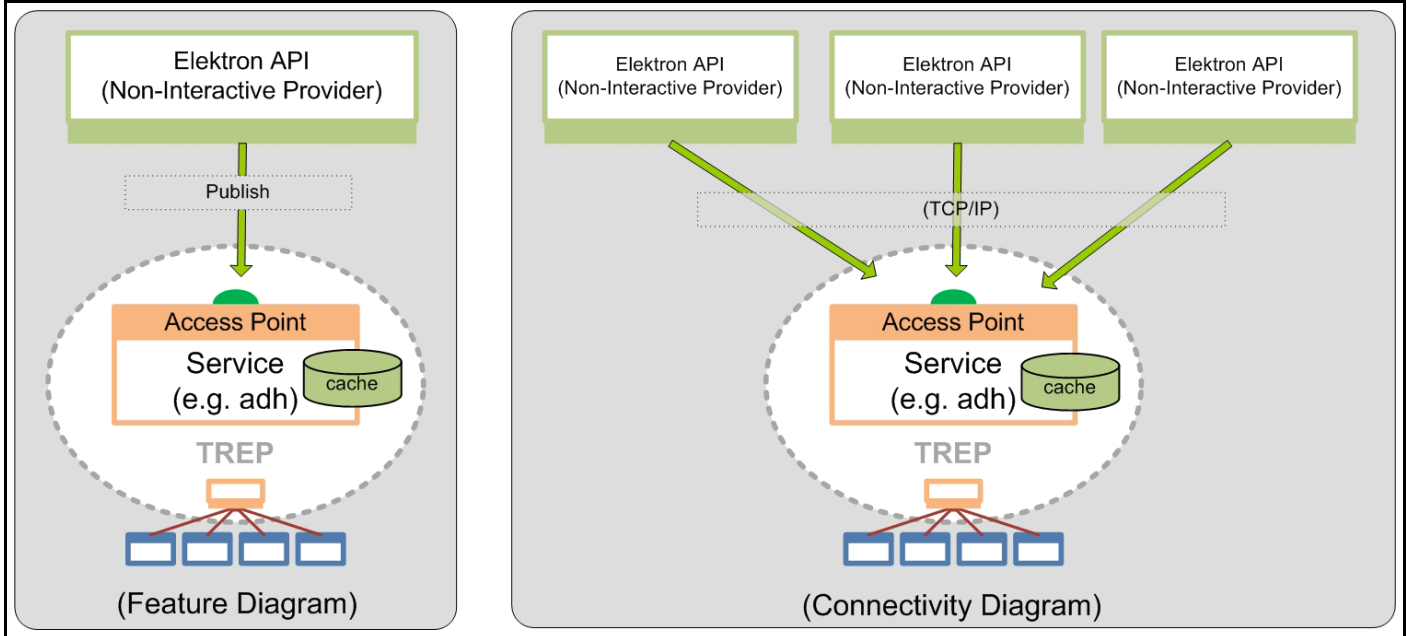 Elektron API
(Non-Interactive Provider)
Publish
Access Point
Service
(e.g. adh)
cache
TREP
(Feature Diagram)
Elektron API
(Non-Interactive Provider)
Elektron API
(Non-Interactive Provider)
Elektron API
(Non-Interactive Provider)
(TCP/IP)
Access Point
Service
(e.g. adh)
cache
TREP
(Connectivity Diagram)